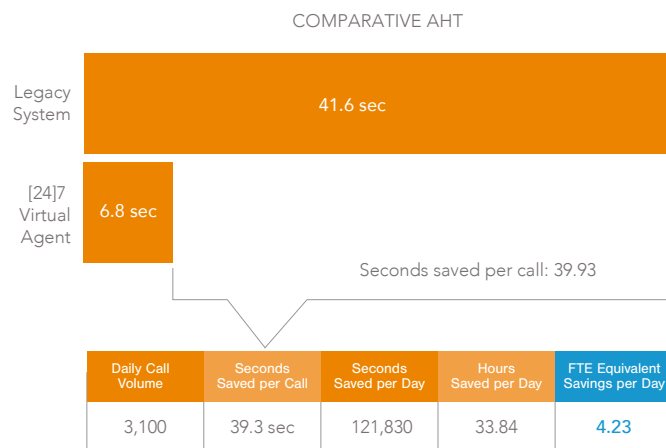 COMPARATIVE AHT
Legacy
System
41.6 sec
[24]7
Virtual
Agent
6.8 sec
Seconds saved per call: 39.93
Daily Call
Volume
Seconds
Saved per Call
Seconds
Saved per Day
Hours
Saved per Day
FTE Equivalent
Savings per Day
3,100
39.3 sec
121,830
33.84
4.23